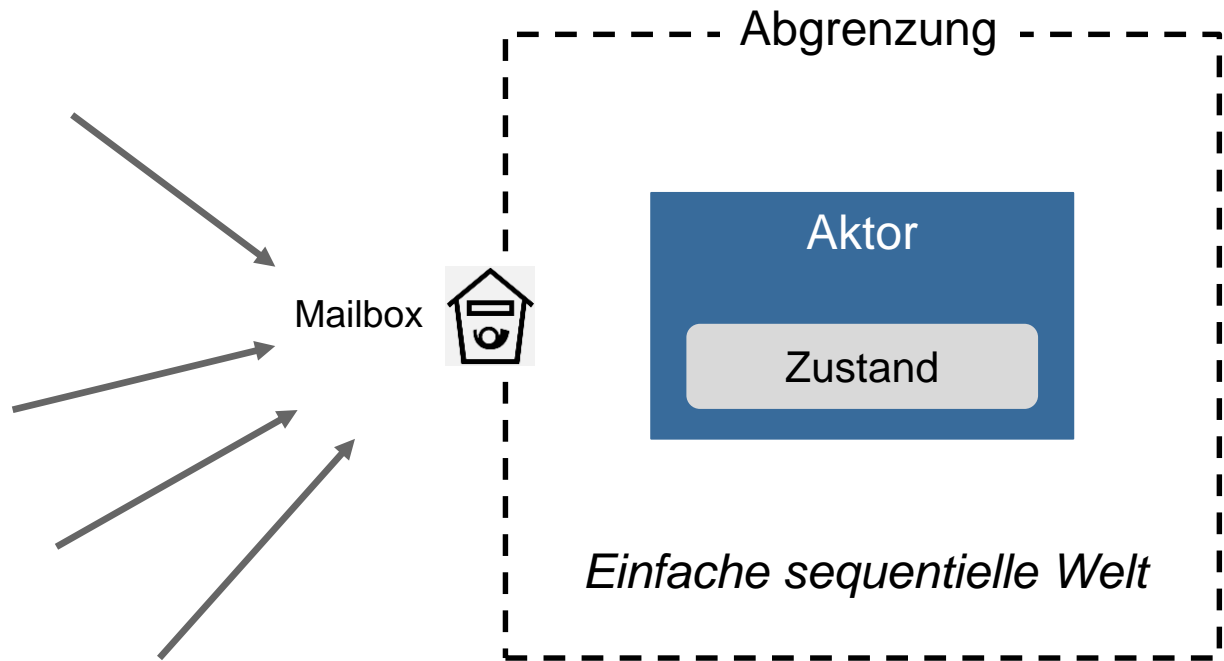 Abgrenzung
Aktor
Mailbox
Zustand
Einfache sequentielle Welt